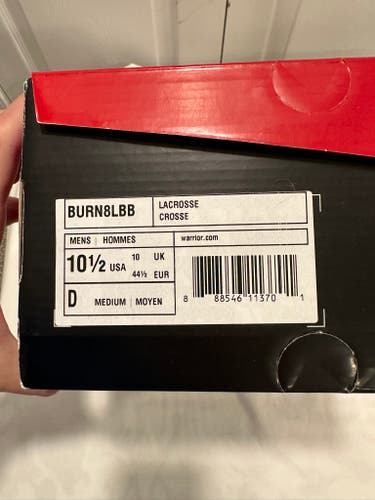 BURN8LBB
LACROSSE
CROSSE
MENS | HOMMES
warrior.com
10½ USA
10 UK
44½ EUR
D MEDIUM | MOYEN
8 88546 11370 1